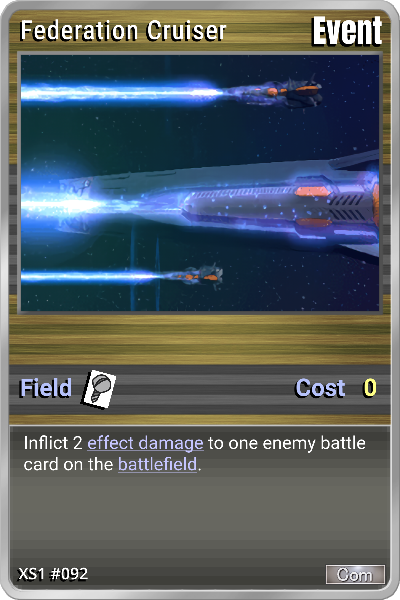 Federation Cruiser
Event
Field
Cost 0
Inflict 2 effect damage to one enemy battle
card on the battlefield.
XS1 #092
Com